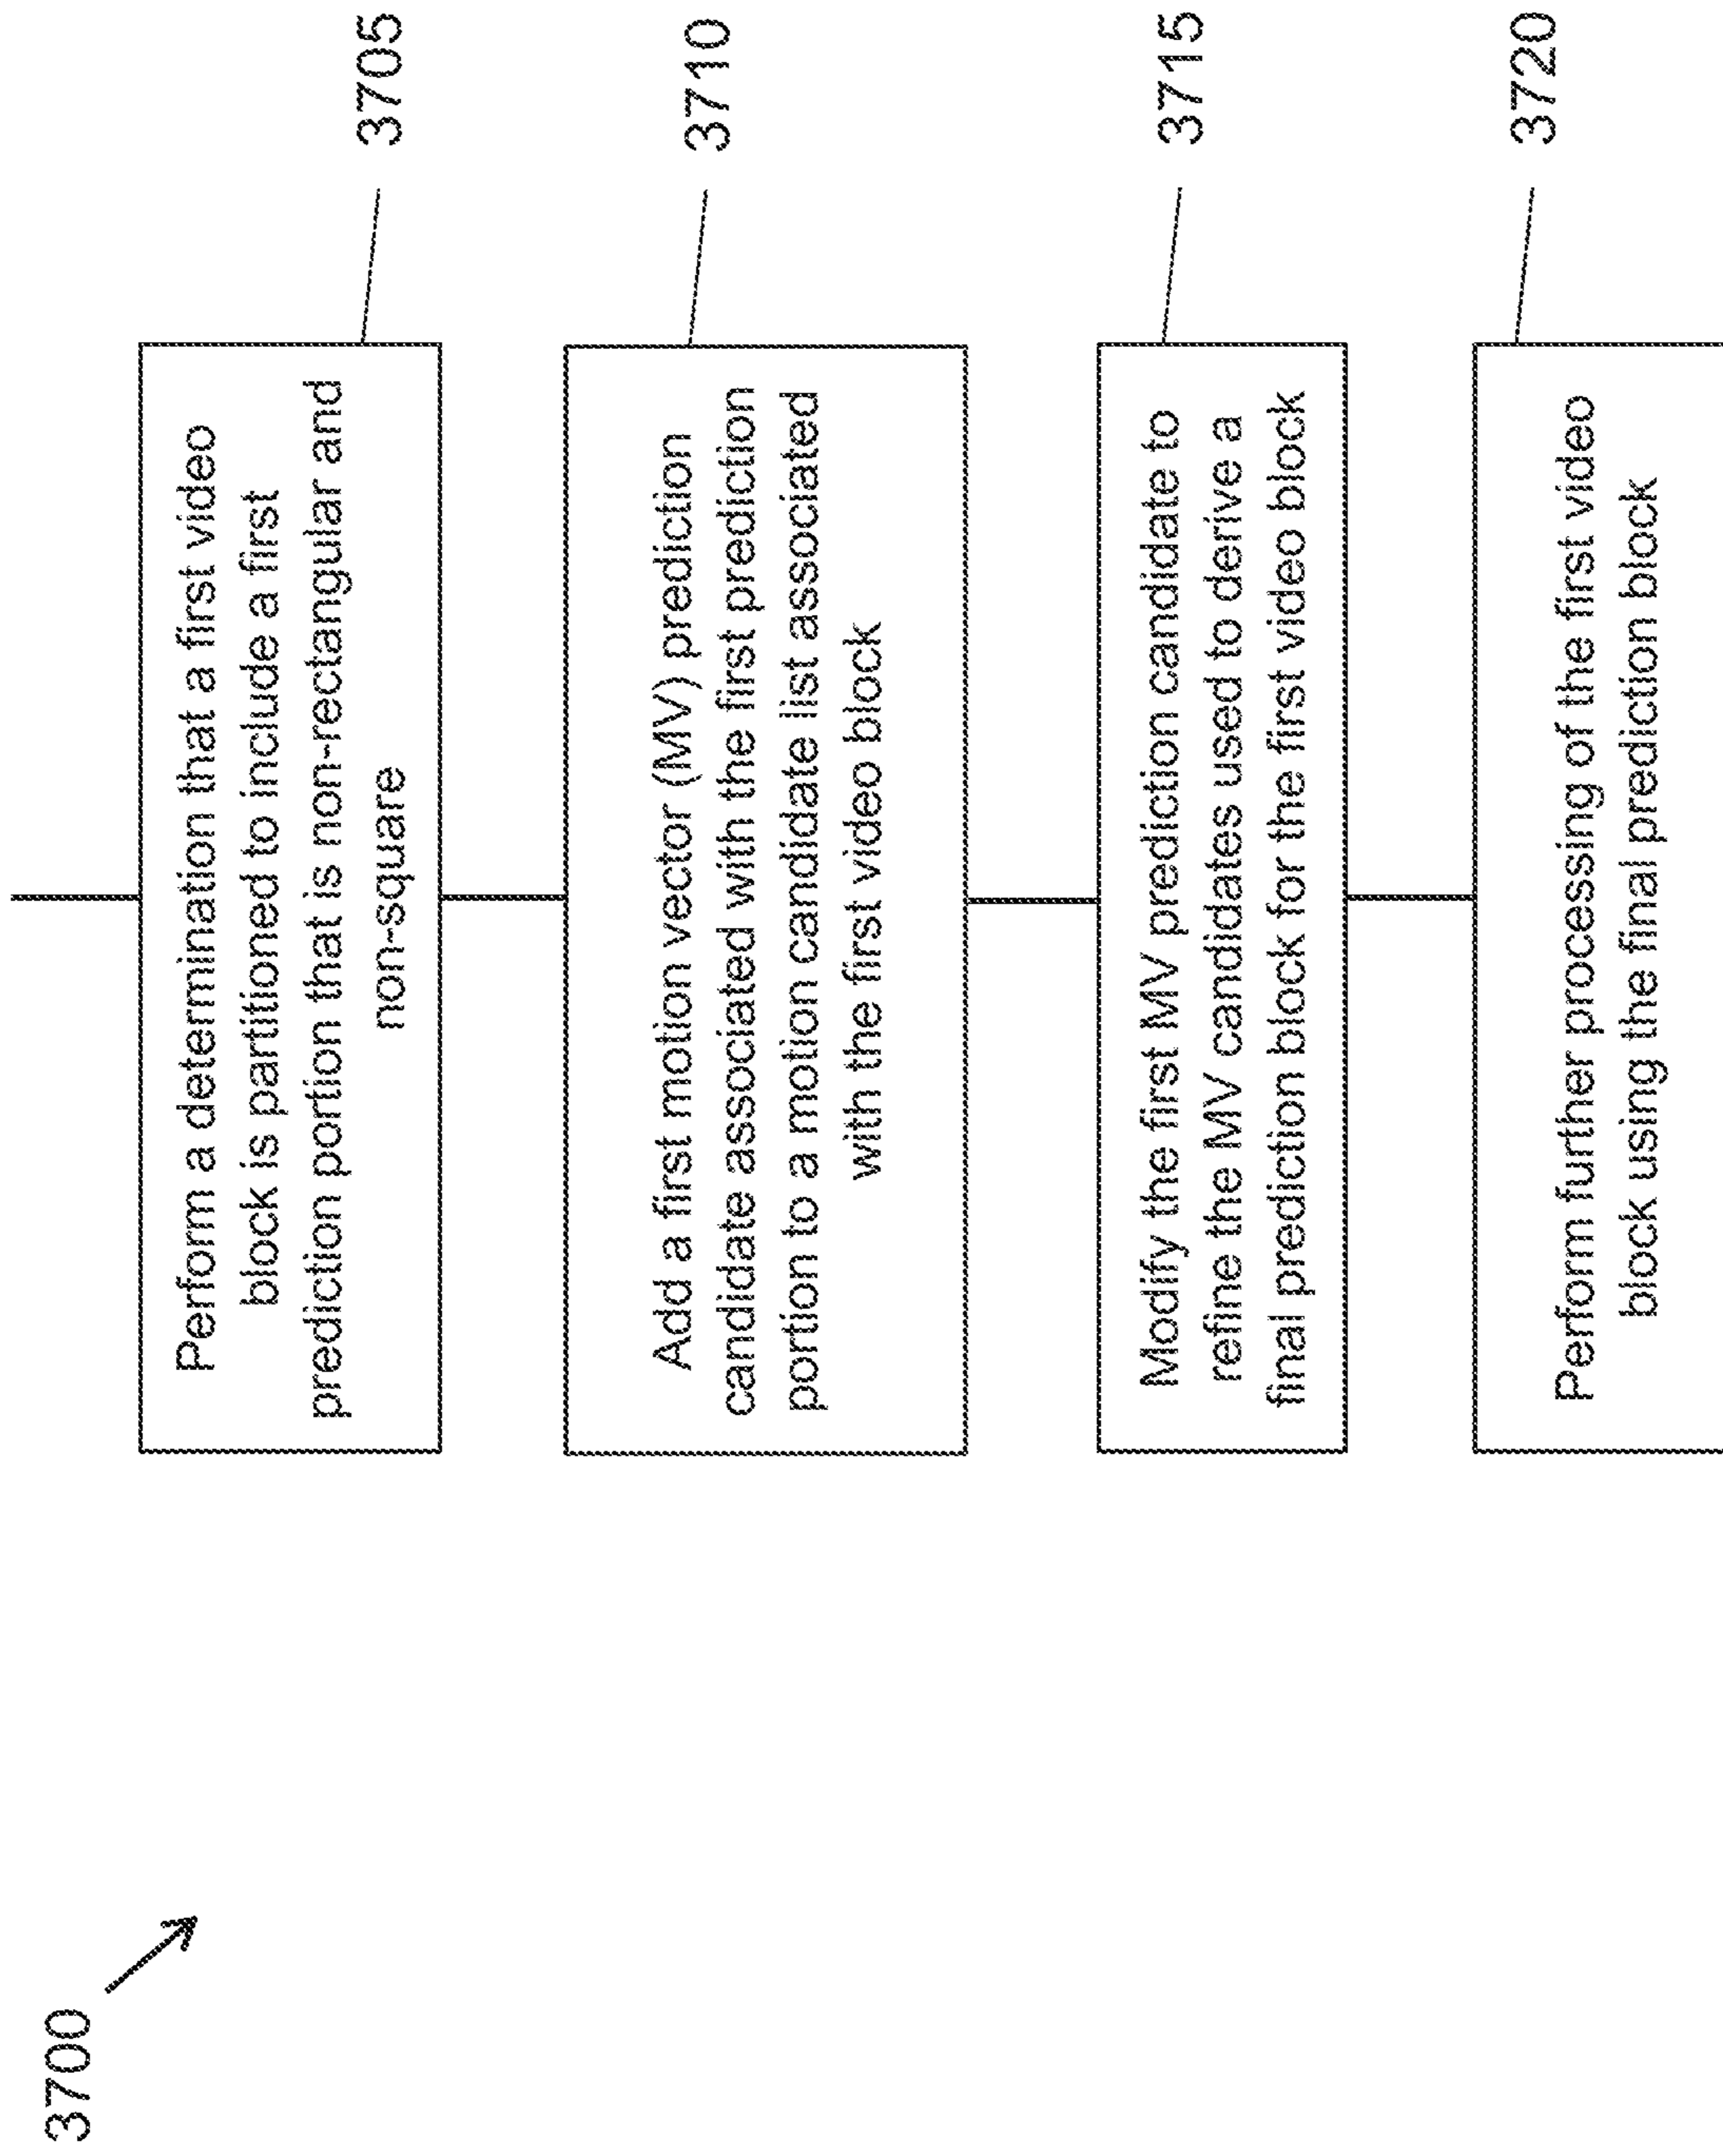 3700
Perform a determination that a first video
block is partitioned to include a first
prediction portion that is non-rectangular and
non-square
3705
Add a first motion vector (MV) prediction
candidate associated with the first prediction
portion to a motion candidate list associated
with the first video block
3710
Modify the first MV prediction candidate to
refine the MV candidates used to derive a
final prediction block for the first video block
3715
Perform further processing of the first video
block using the final prediction block
3720